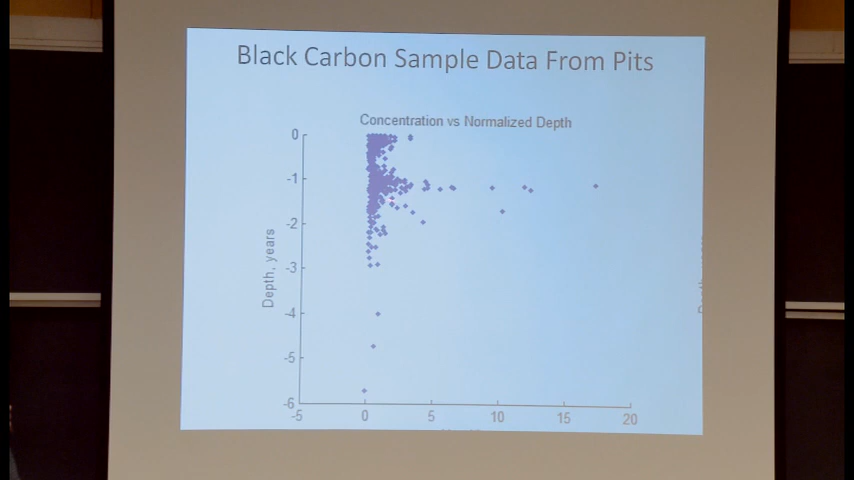 Black Carbon Sample Data From Pits
Concentration vs Normalized Depth
0
-1
-2
-3
-4
-5
-6
Depth, years
-5 0 5 10 15 20